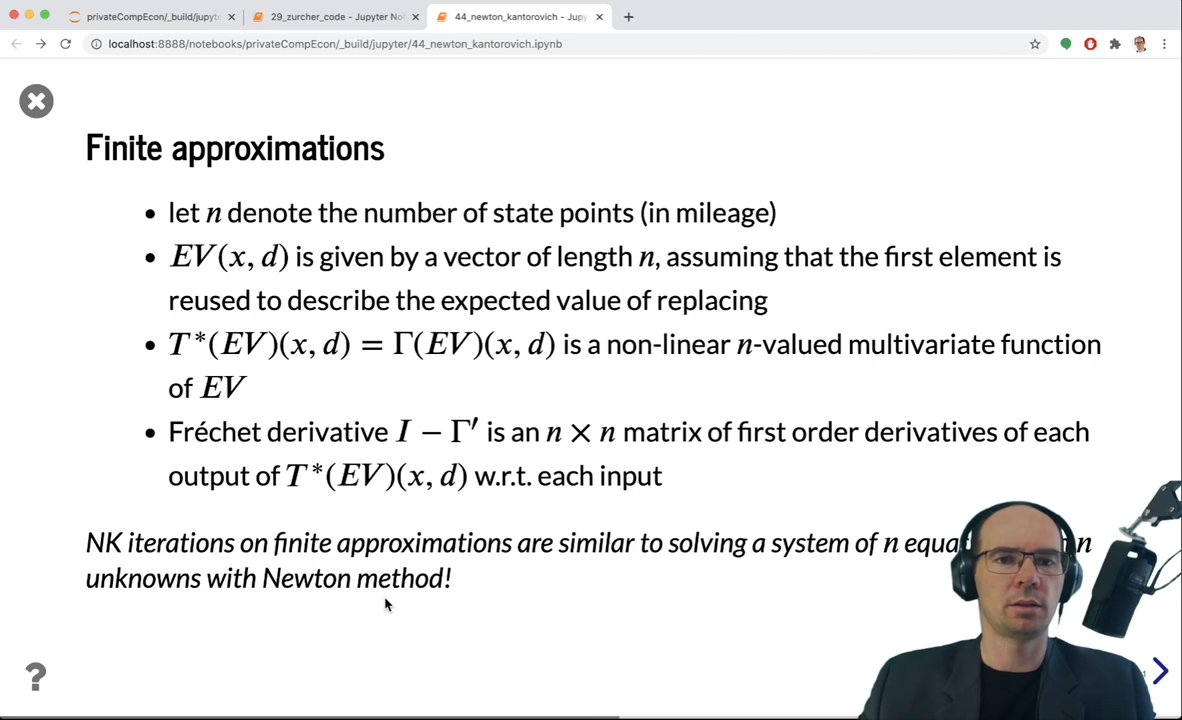 privateCompEcon/_build/jupyte
29_zurcher_code - Jupyter Not
44_newton_kantorovich - Jupy
localhost:8888/notebooks/privateCompEcon/_build/jupyter/44_newton_kantorovich.ipynb
Finite approximations
• let n denote the number of state points (in mileage)
• EV(x, d) is given by a vector of length n, assuming that the first element is
reused to describe the expected value of replacing
• T*(EV)(x, d) = Γ(EV)(x, d) is a non-linear n-valued multivariate function
of EV
• Fréchet derivative I − Γ′ is an n × n matrix of first order derivatives of each
output of T*(EV)(x, d) w.r.t. each input
NK iterations on finite approximations are similar to solving a system of n equa n
unknowns with Newton method!
?